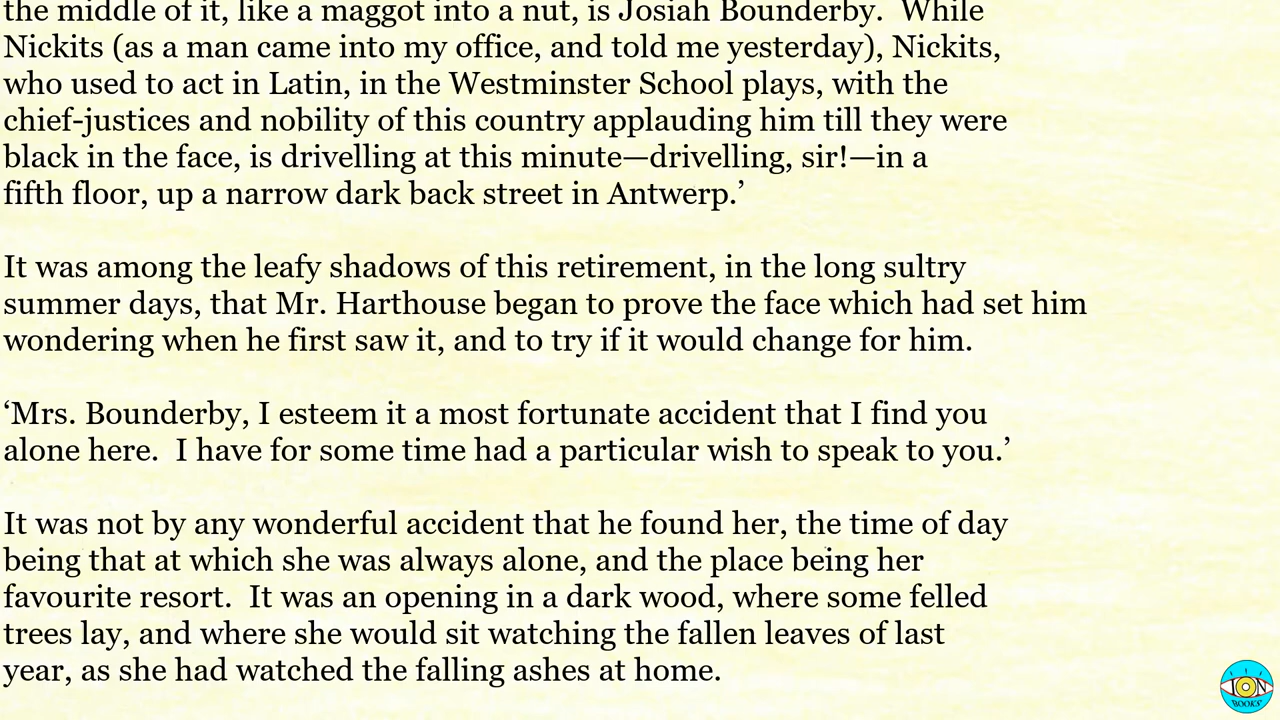 the middle of it, like a maggot into a nut, is Josiah Bounderby.  While
Nickits (as a man came into my office, and told me yesterday), Nickits,
who used to act in Latin, in the Westminster School plays, with the
chief-justices and nobility of this country applauding him till they were
black in the face, is drivelling at this minute—drivelling, sir!—in a
fifth floor, up a narrow dark back street in Antwerp.’
It was among the leafy shadows of this retirement, in the long sultry
summer days, that Mr. Harthouse began to prove the face which had set him
wondering when he first saw it, and to try if it would change for him.
‘Mrs. Bounderby, I esteem it a most fortunate accident that I find you
alone here.  I have for some time had a particular wish to speak to you.’
It was not by any wonderful accident that he found her, the time of day
being that at which she was always alone, and the place being her
favourite resort.  It was an opening in a dark wood, where some felled
trees lay, and where she would sit watching the fallen leaves of last
year, as she had watched the falling ashes at home.
ION
BOOKS